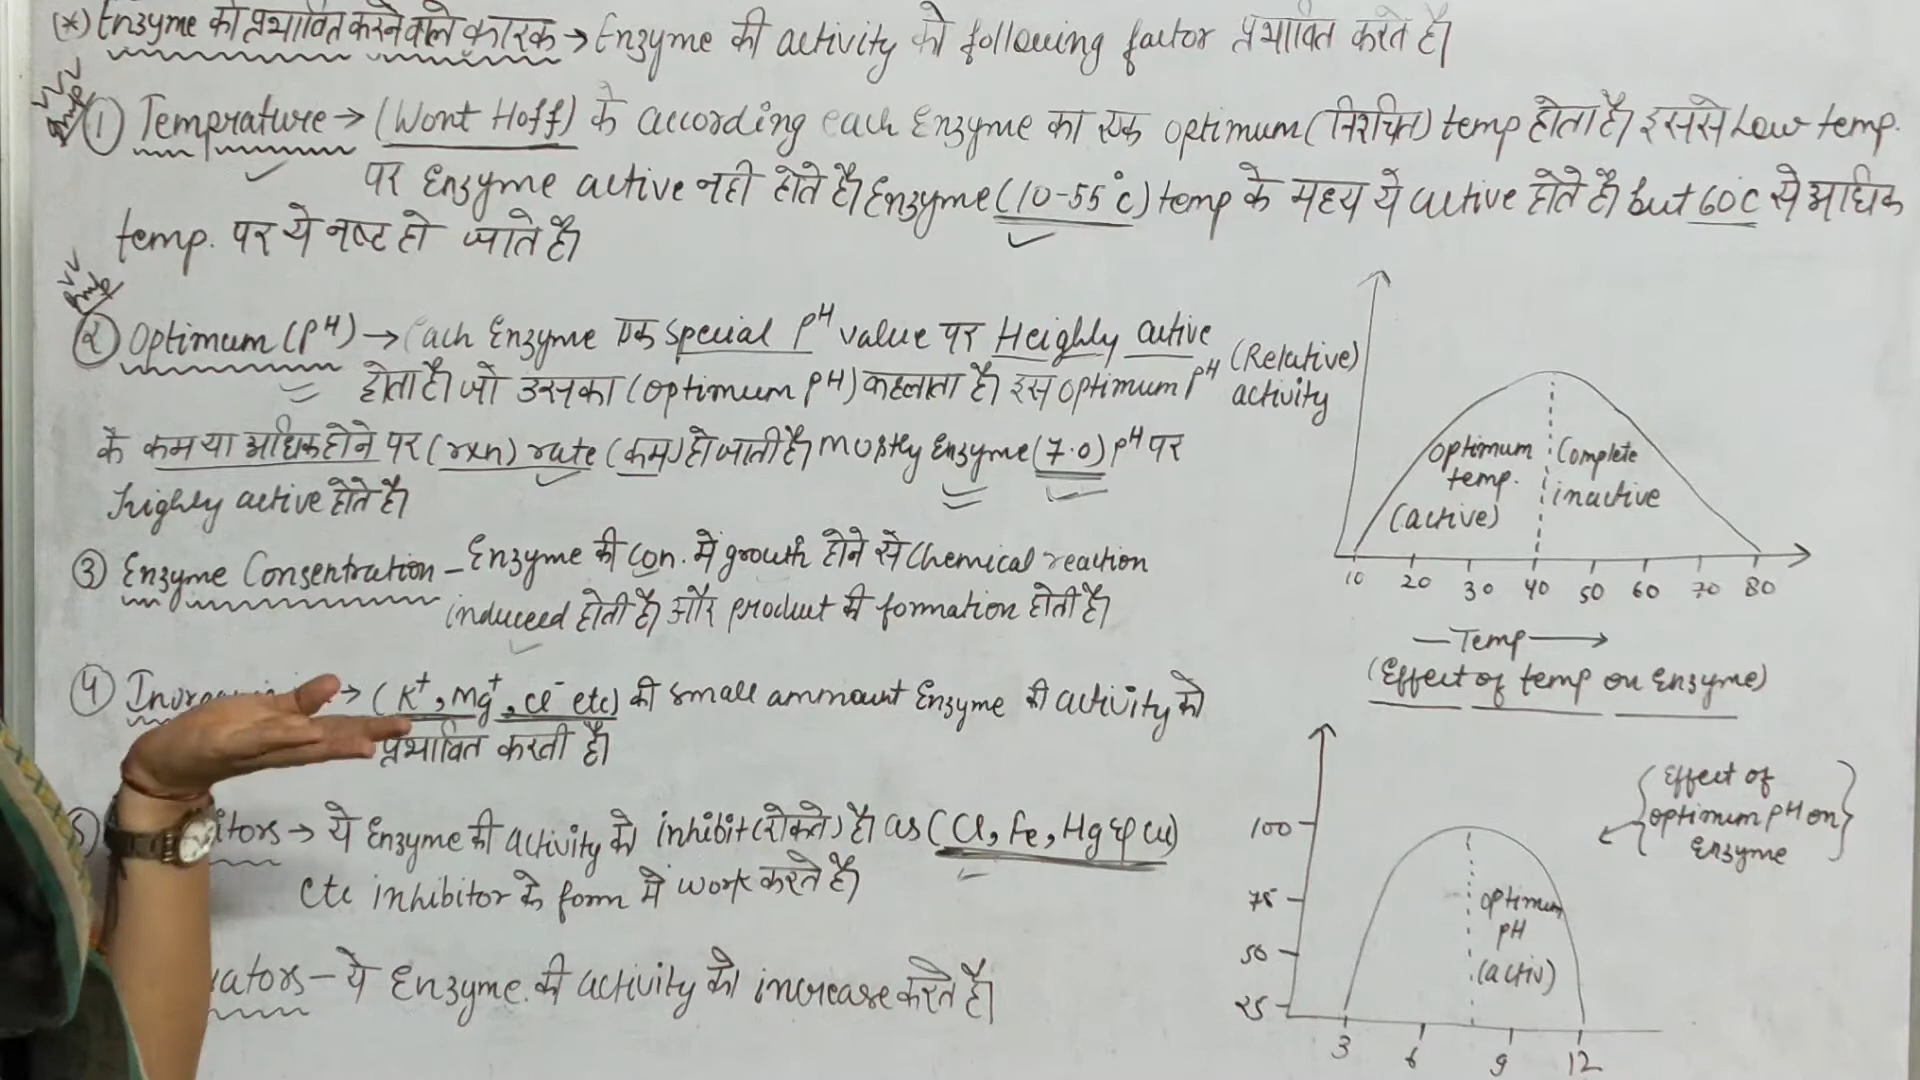 (*) Enzyme को प्रभावित करने वाले कारक → Enzyme की activity को following factor प्रभावित करते है।
Imp
① Temprature → (Wont Hoff) के according each Enzyme का एक optimum (निश्चित) temp होता है। इससे Low temp.
पर Enzyme active नही होते है। Enzyme (10-55°c) temp के मध्य ये active होते है। but 60c से अधिक
temp. पर ये नष्ट हो जाते है।
Imp
② Optimum (PH) → Each Enzyme एक special PH value पर Heighly active
होता है। जो उसका (optimum PH) कहलाता है। इस optimum PH
के कम या अधिक होने पर (rxn) rate (कम) हो जाती है। mostly Enzyme (7.0) PH पर
highly active होते है।
③ Enzyme Consentration - Enzyme की con. मे growth होने से chemical reaction
induceed होती है। और product की formation होती है।
④ → (K+, Mg+, cl- etc) की small ammount Enzyme की activity को
प्रभावित करती है।
itors → ये Enzyme की activity को inhibit (रोकते) है। as (Cl, Fe, Hg & Cu)
etc inhibitor के form मे work करते है।
ators - ये Enzyme की activity को increase करते है।
(Relative)
activity
optimum
temp.
(active)
Complete
inactive
10 20 30 40 50 60 70 80
— Temp →
(Effect of temp on Enzyme)
{Effect of
optimum PH on
Enzyme}
100
75
50
25
optimum
PH
(activ)
3 6 9 12